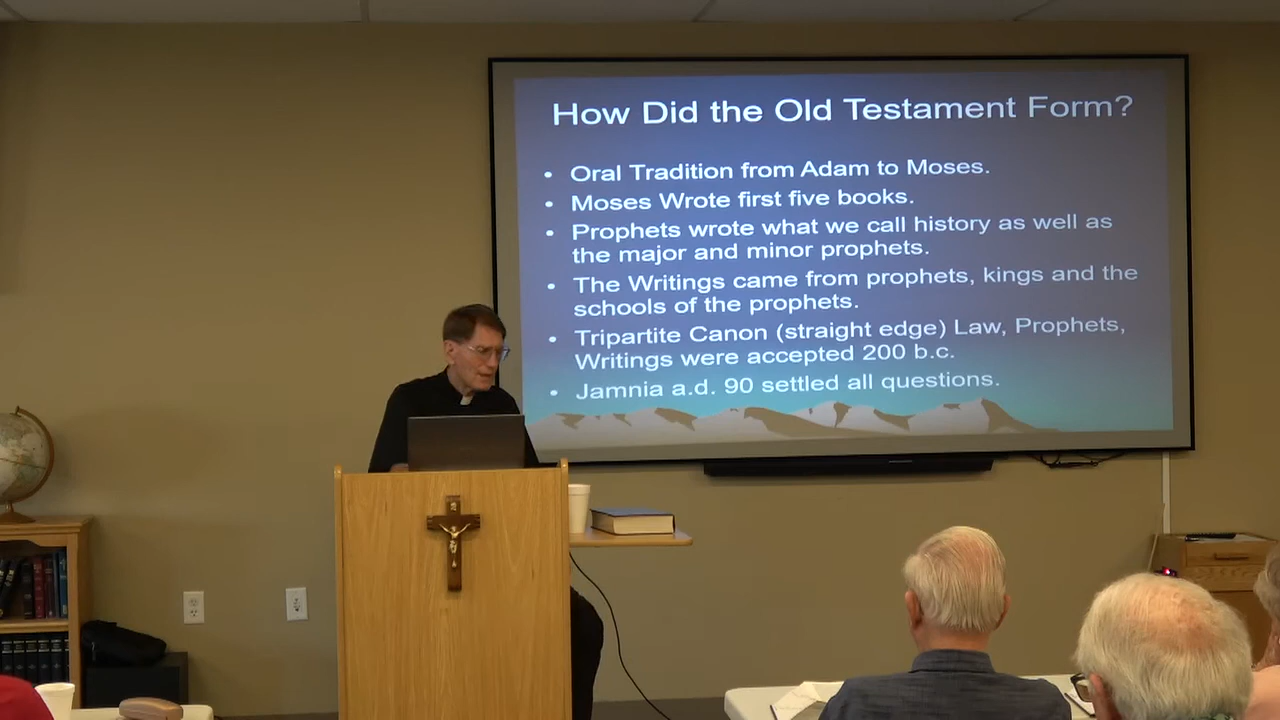 How Did the Old Testament Form?
• Oral Tradition from Adam to Moses.
• Moses Wrote first five books.
• Prophets wrote what we call history as well as
the major and minor prophets.
• The Writings came from prophets, kings and the
schools of the prophets.
• Tripartite Canon (straight edge) Law, Prophets,
Writings were accepted 200 b.c.
• Jamnia a.d. 90 settled all questions.